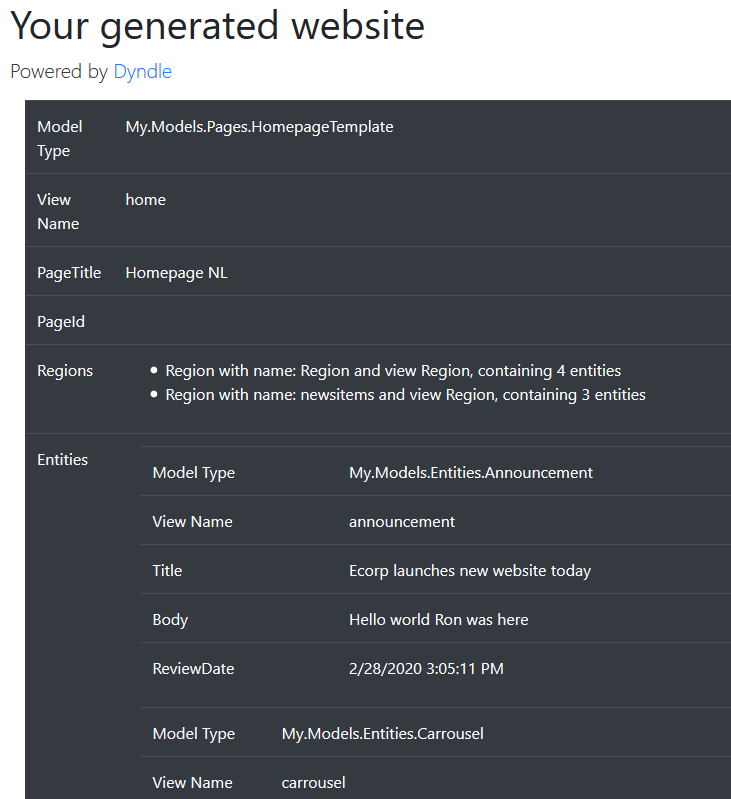 Your generated website
Powered by Dyndle
Model Type My.Models.Pages.HomepageTemplate
View Name home
PageTitle Homepage NL
PageId
Regions
Region with name: Region and view Region, containing 4 entities
Region with name: newsitems and view Region, containing 3 entities
Entities
Model Type My.Models.Entities.Announcement
View Name announcement
Title Ecorp launches new website today
Body Hello world Ron was here
ReviewDate 2/28/2020 3:05:11 PM
Model Type My.Models.Entities.Carrousel
View Name carrousel